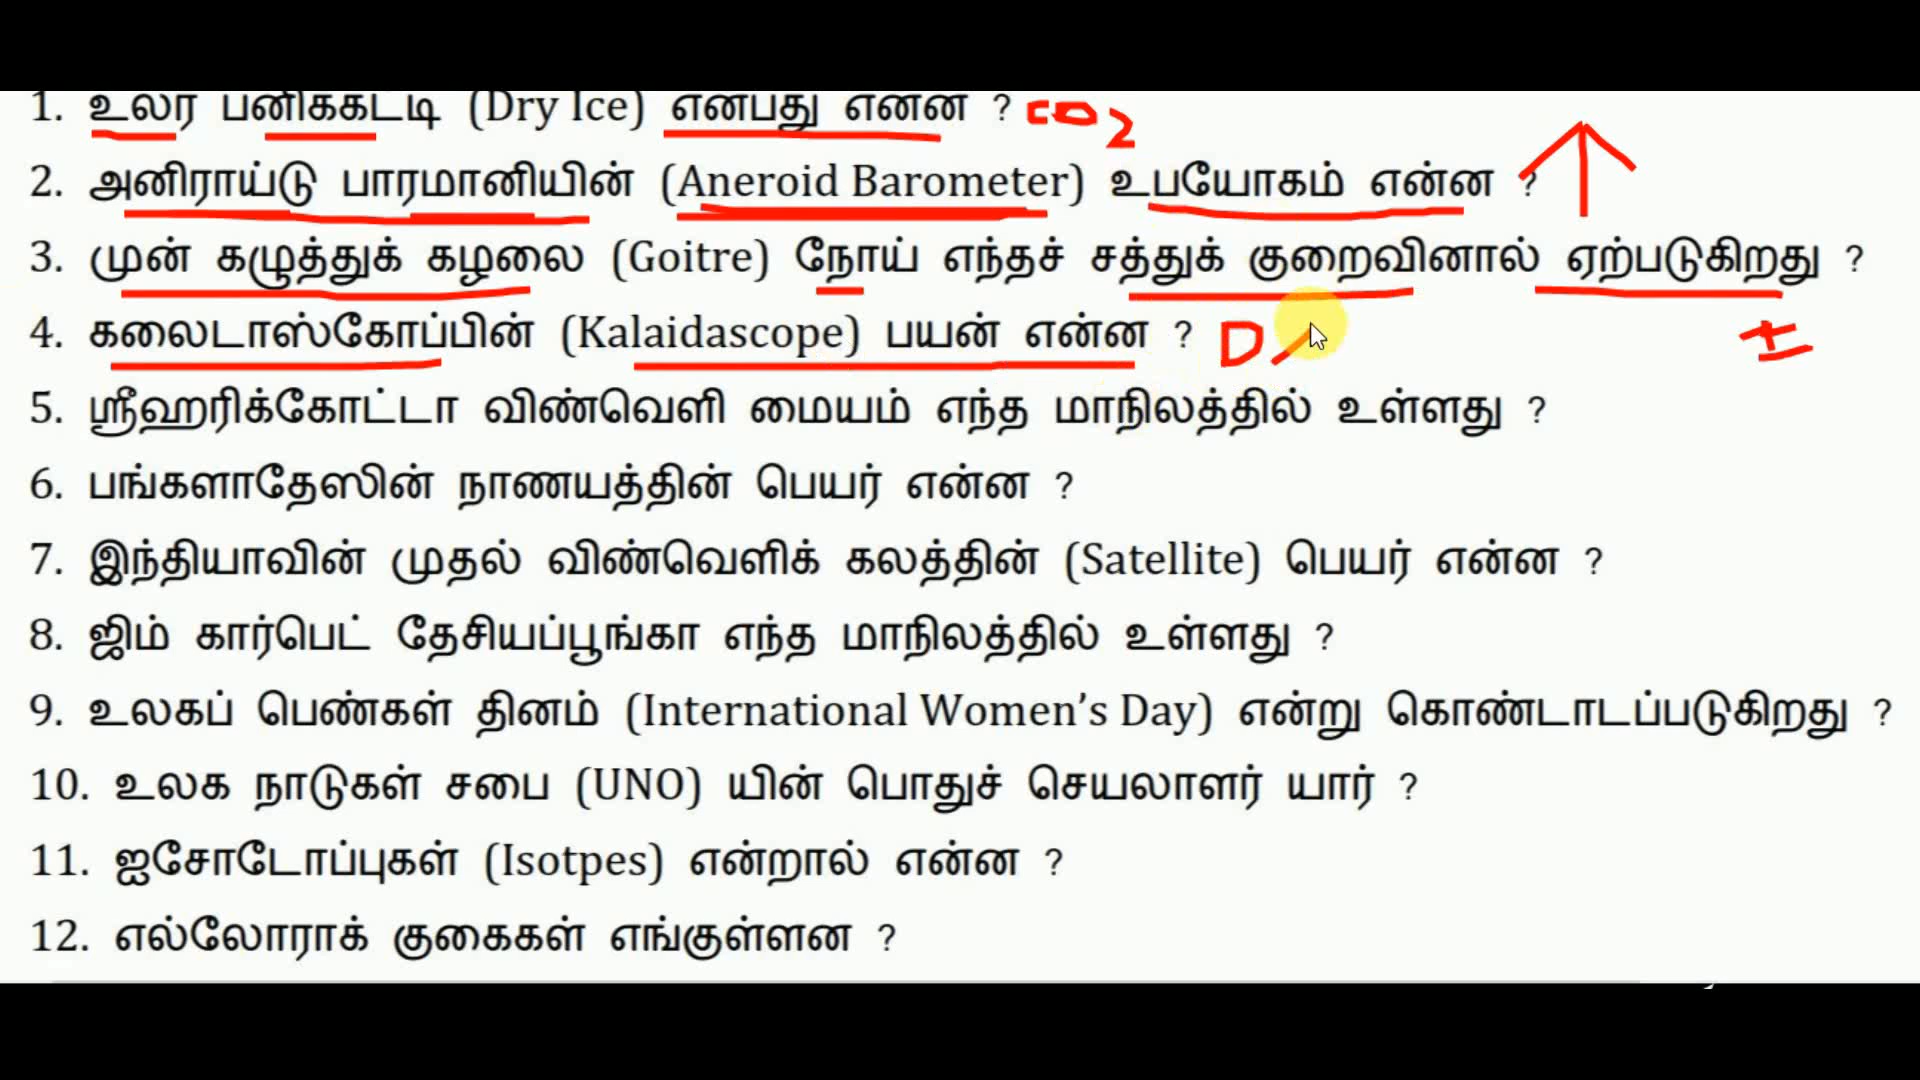 1. உலர பனிக்கட்டி (Dry Ice) என்பது என்ன ? CO2
2. அனிராய்டு பாரமானியின் (Aneroid Barometer) உபயோகம் என்ன ?
3. முன் கழுத்துக் கழலை (Goitre) நோய் எந்தச் சத்துக் குறைவினால் ஏற்படுகிறது ?
4. கலைடாஸ்கோப்பின் (Kalaidascope) பயன் என்ன ? D
5. ஸ்ரீஹரிக்கோட்டா விண்வெளி மையம் எந்த மாநிலத்தில் உள்ளது ?
6. பங்களாதேஸின் நாணயத்தின் பெயர் என்ன ?
7. இந்தியாவின் முதல் விண்வெளிக் கலத்தின் (Satellite) பெயர் என்ன ?
8. ஜிம் கார்பெட் தேசியப்பூங்கா எந்த மாநிலத்தில் உள்ளது ?
9. உலகப் பெண்கள் தினம் (International Women’s Day) என்று கொண்டாடப்படுகிறது ?
10. உலக நாடுகள் சபை (UNO) யின் பொதுச் செயலாளர் யார் ?
11. ஐசோடோப்புகள் (Isotpes) என்றால் என்ன ?
12. எல்லோராக் குகைகள் எங்குள்ளன ?